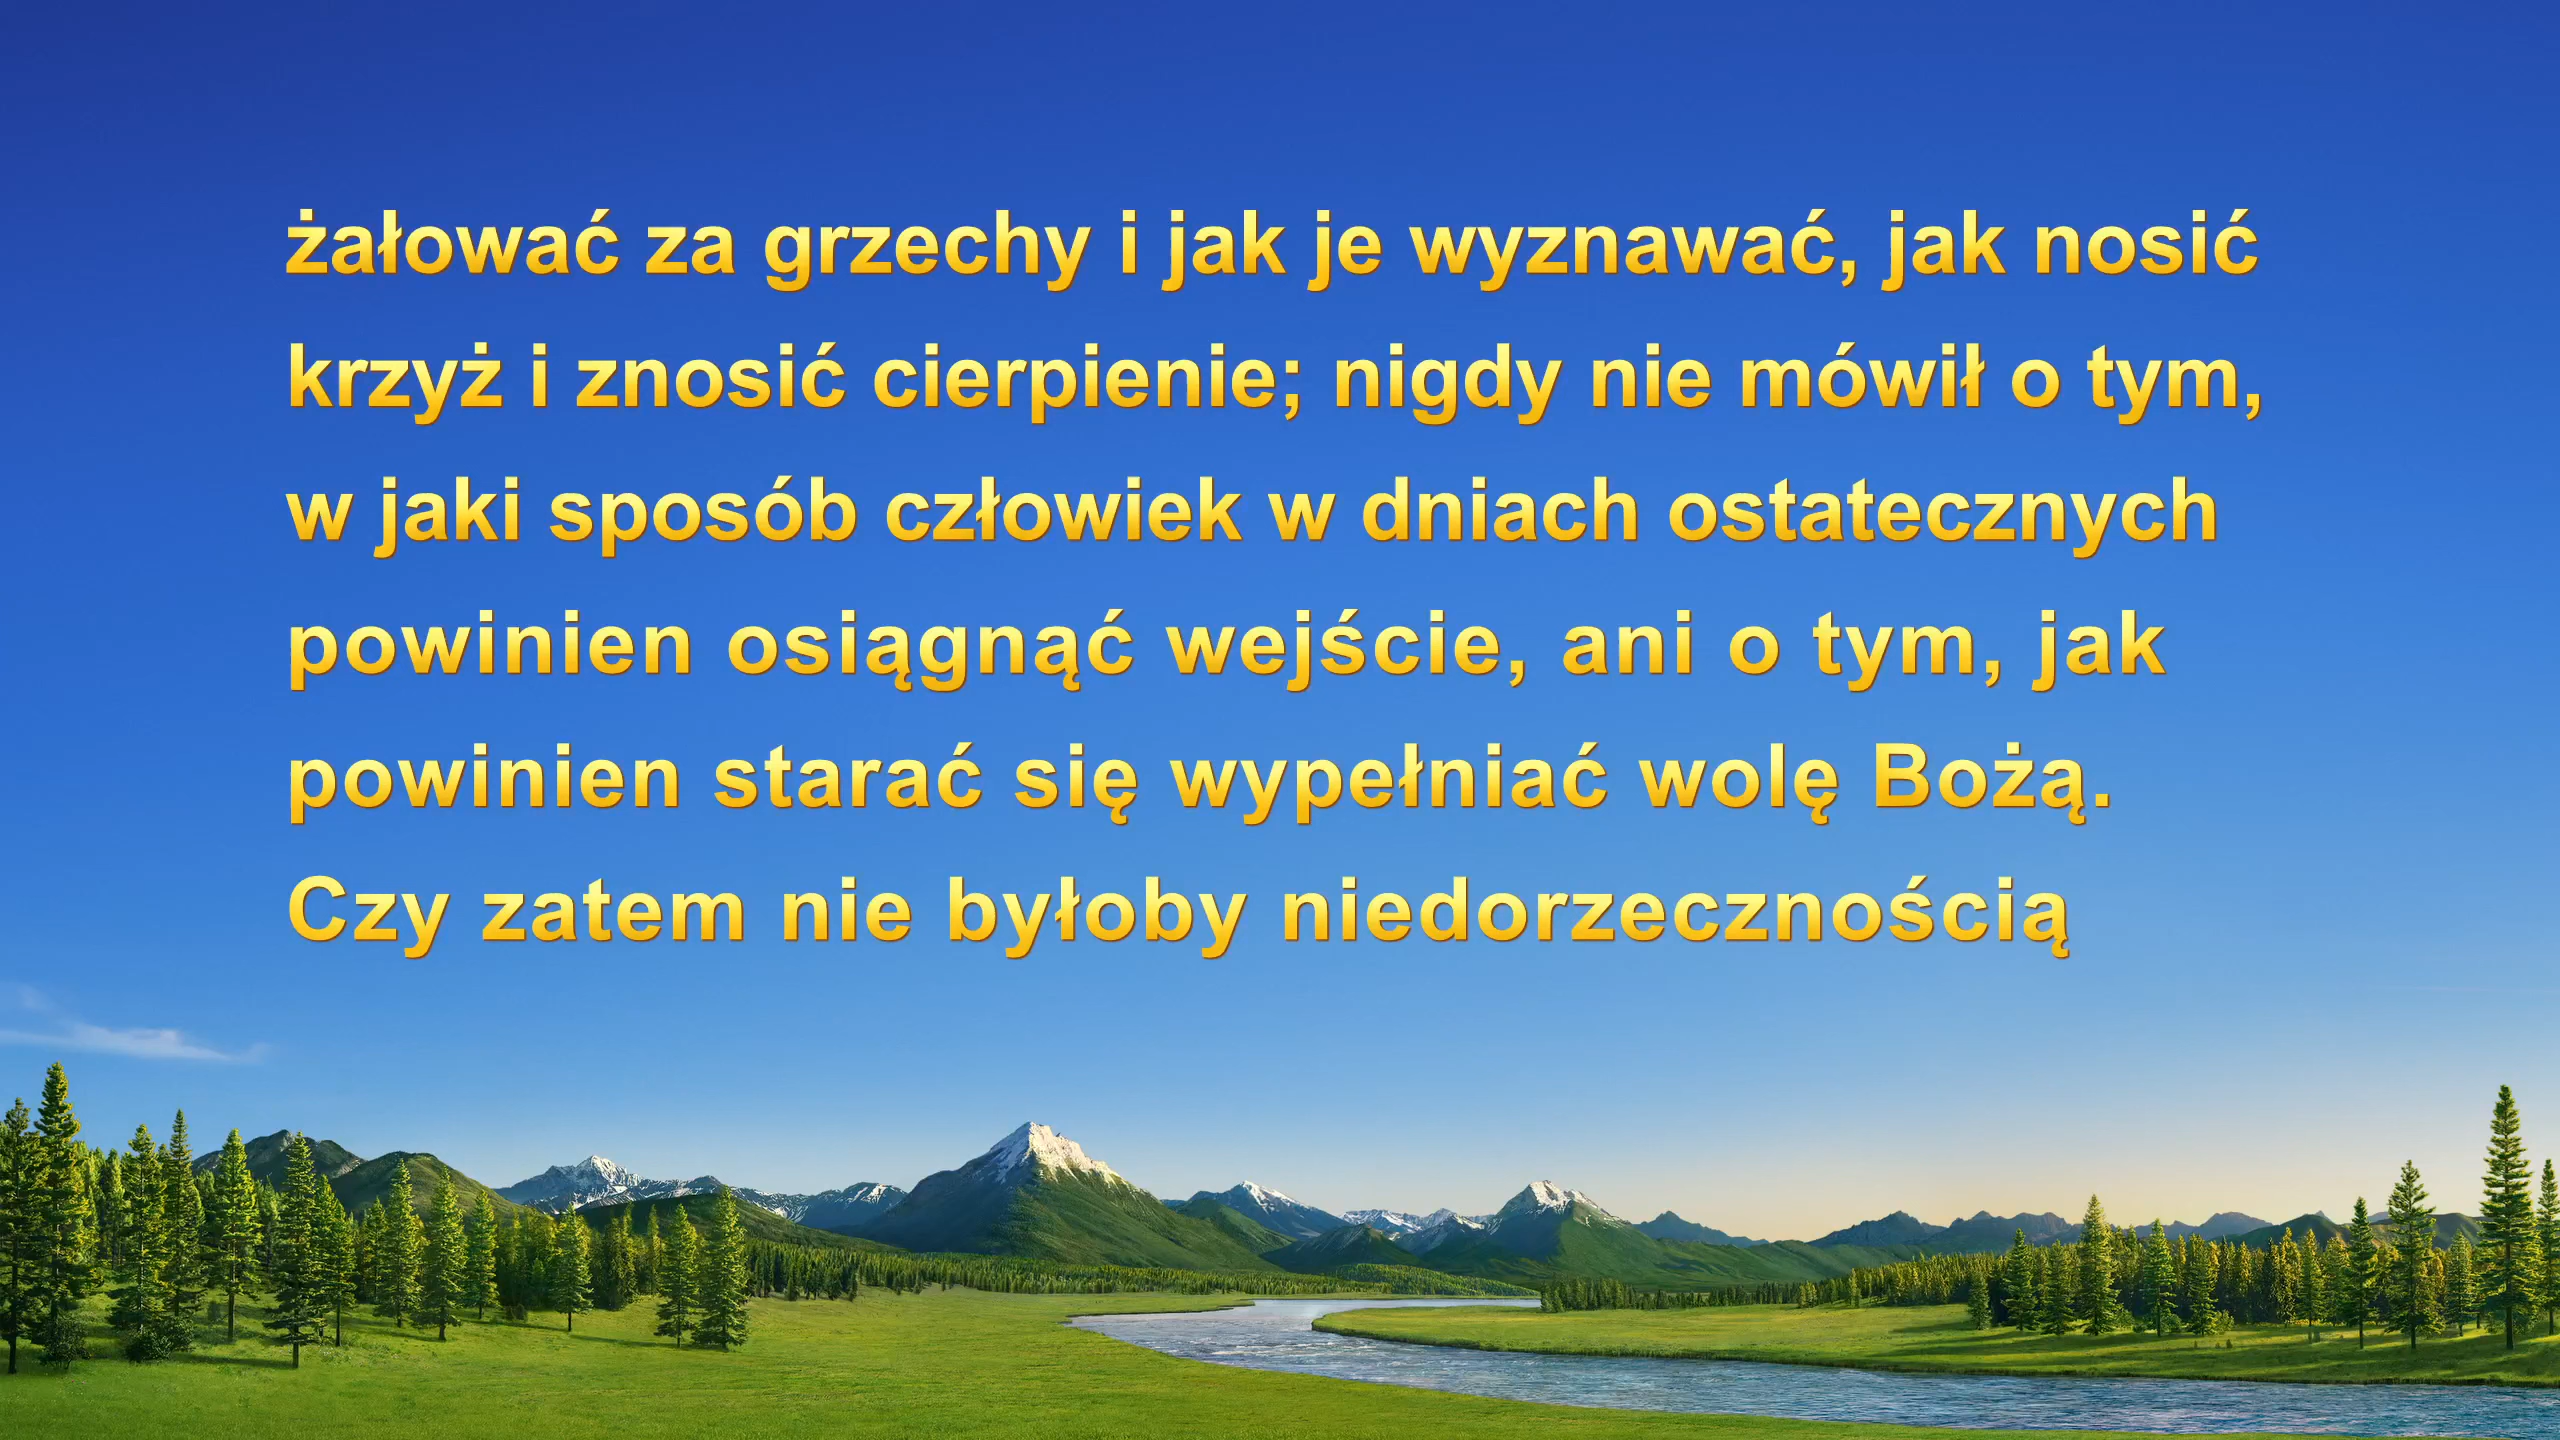 żałować za grzechy i jak je wyznawać, jak nosić
krzyż i znosić cierpienie; nigdy nie mówił o tym,
w jaki sposób człowiek w dniach ostatecznych
powinien osiągnąć wejście, ani o tym, jak
powinien starać się wypełniać wolę Bożą.
Czy zatem nie byłoby niedorzecznością